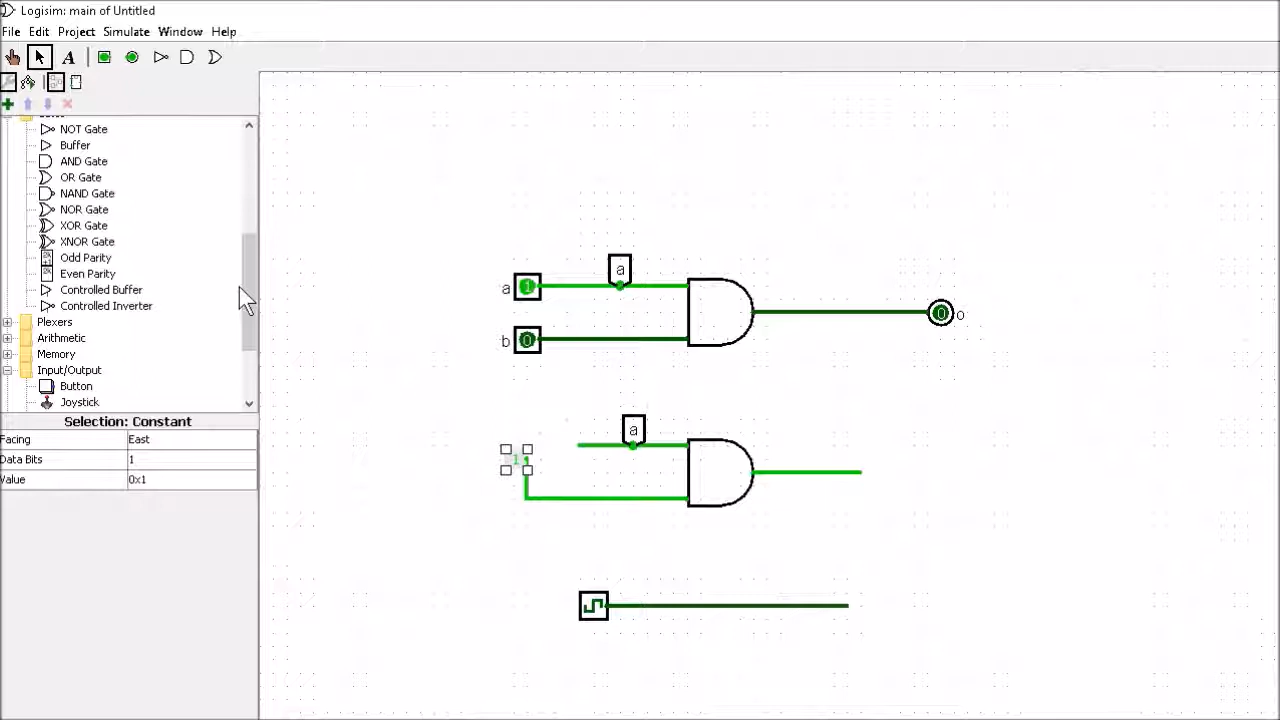 Logisim: main of Untitled
File Edit Project Simulate Window Help
A
NOT Gate
Buffer
AND Gate
OR Gate
NAND Gate
NOR Gate
XOR Gate
XNOR Gate
Odd Parity
Even Parity
Controlled Buffer
Controlled Inverter
Plexers
Arithmetic
Memory
Input/Output
Button
Joystick
Selection: Constant
Facing East
Data Bits 1
Value 0x1
a
a 1
b 0
0 o
a
1